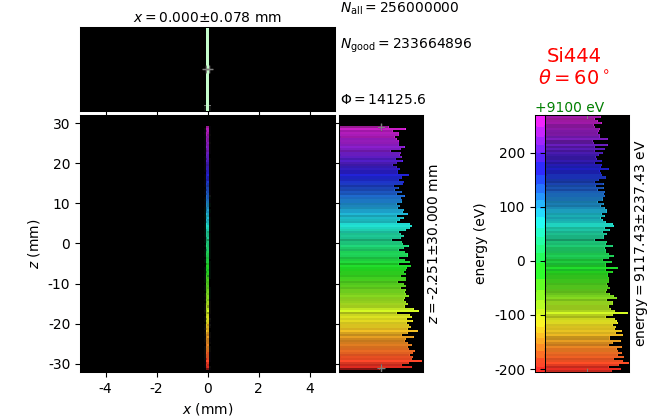 x = 0.000±0.078 mm
N_all = 256000000
N_good = 233664896
Φ = 14125.6
Si444
θ = 60°
+9100 eV
30
20
10
0
-10
-20
-30
z (mm)
-4
-2
0
2
4
x (mm)
z = -2.251±30.000 mm
200
100
0
-100
-200
energy (eV)
energy = 9117.43±237.43 eV